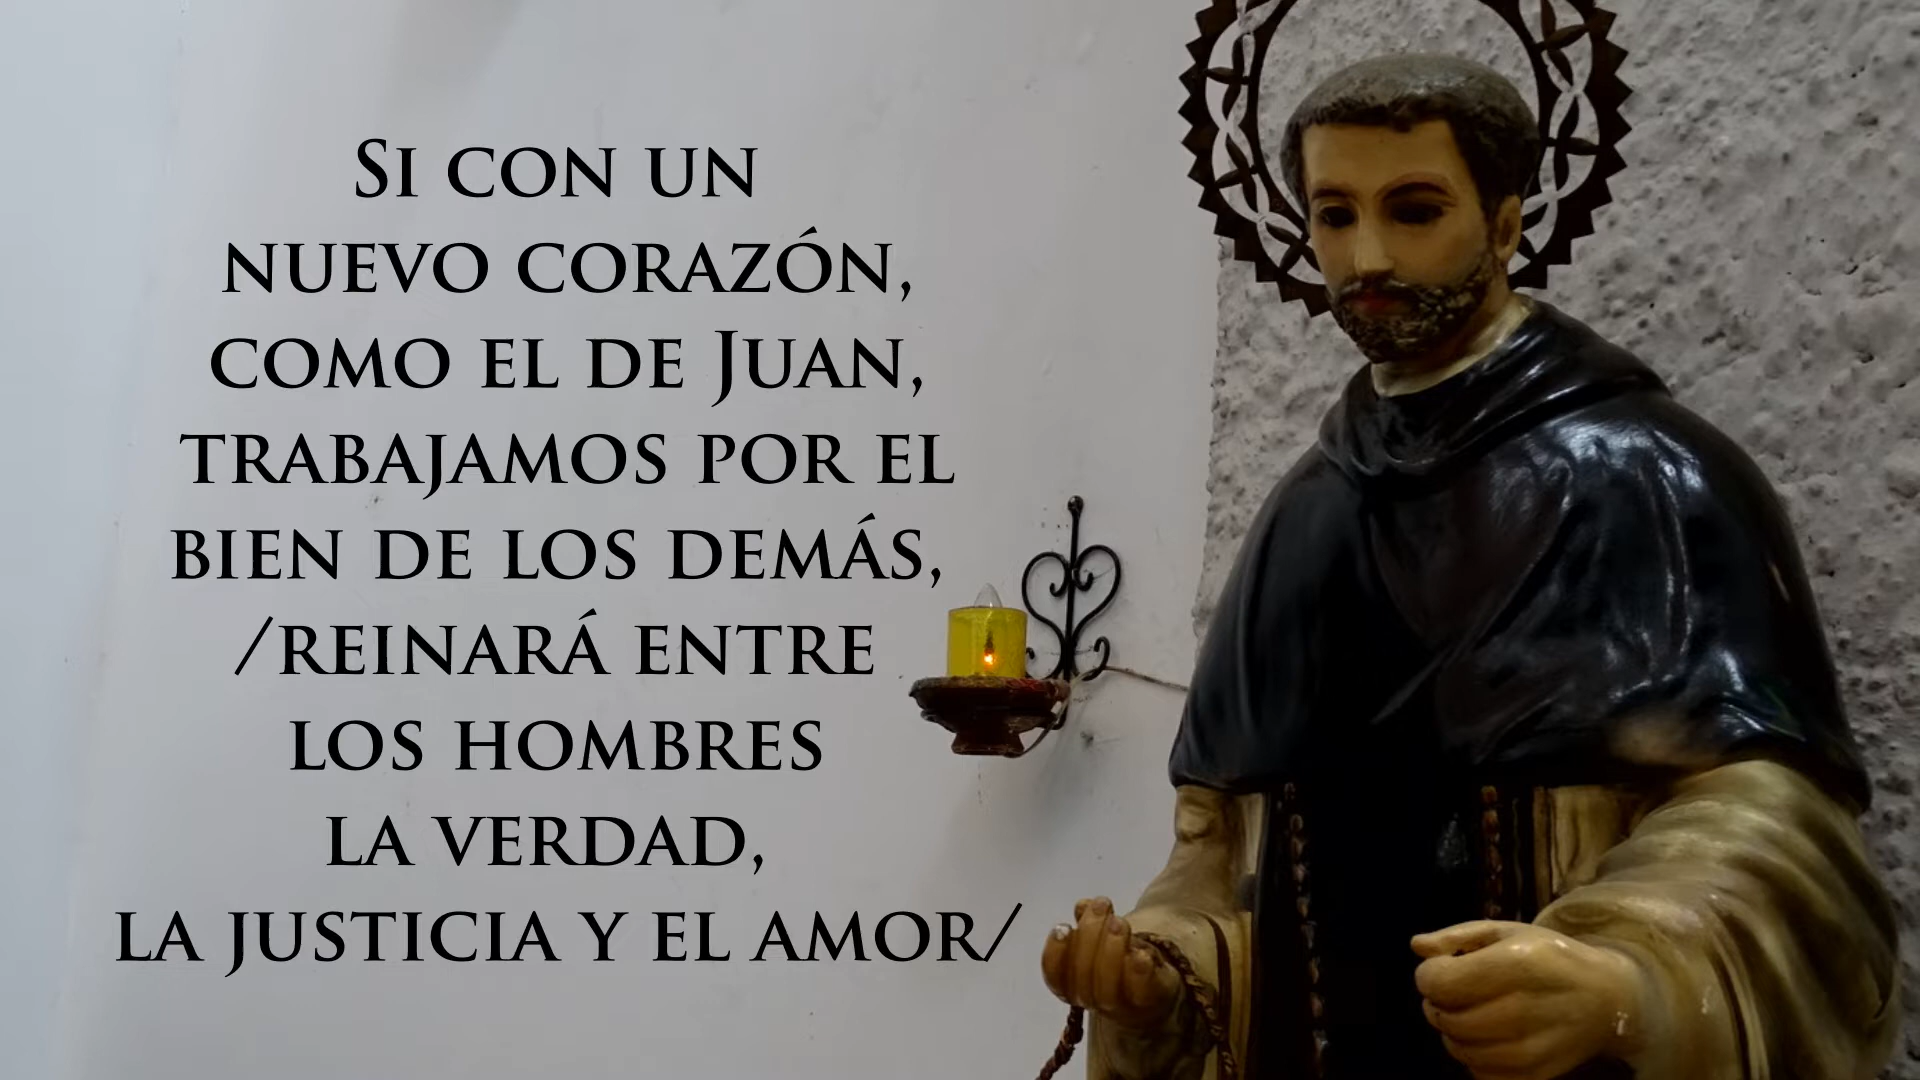 Si con un
nuevo corazón,
como el de Juan,
trabajamos por el
bien de los demás,
/reinará entre
los hombres
la verdad,
la justicia y el amor/